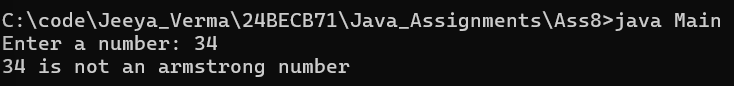 C:\code\Jeeya_Verma\24BECB71\Java_Assignments\Ass8>java Main
Enter a number: 34
34 is not an armstrong number